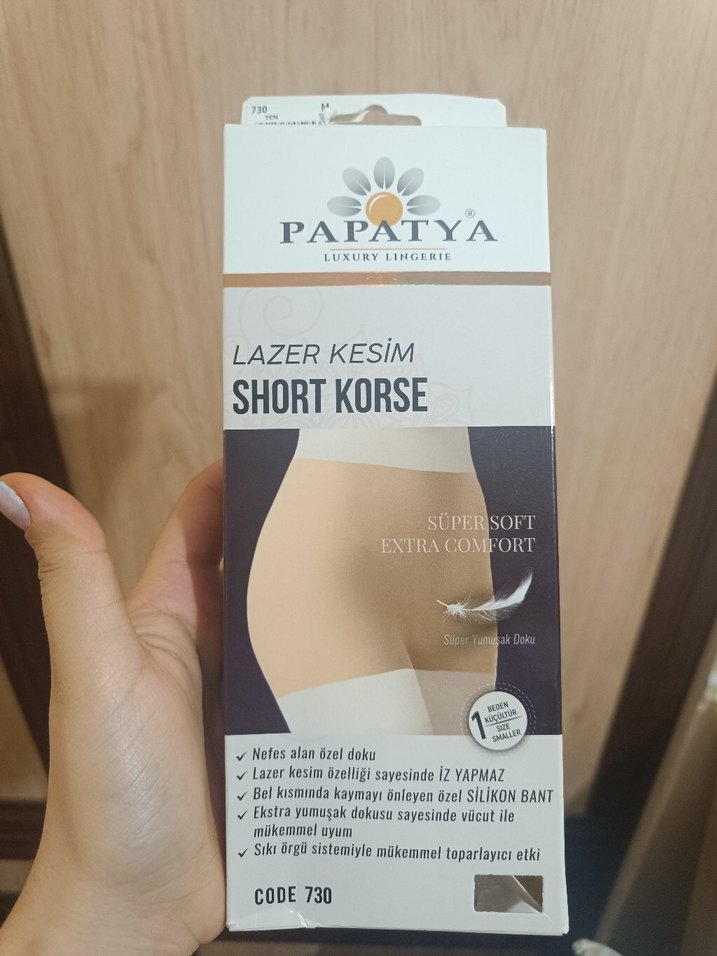 730
M
PAPATYA®
LUXURY LINGERIE
LAZER KESİM
SHORT KORSE
SÜPER SOFT
EXTRA COMFORT
Süper Yumuşak Doku
1 BEDEN
KÜÇÜLTÜR
SIZE
SMALLER
✓ Nefes alan özel doku
✓ Lazer kesim özelliği sayesinde İZ YAPMAZ
✓ Bel kısmında kaymayı önleyen özel SİLİKON BANT
✓ Ekstra yumuşak dokusu sayesinde vücut ile
mükemmel uyum
✓ Sıkı örgü sistemiyle mükemmel toparlayıcı etki
CODE 730